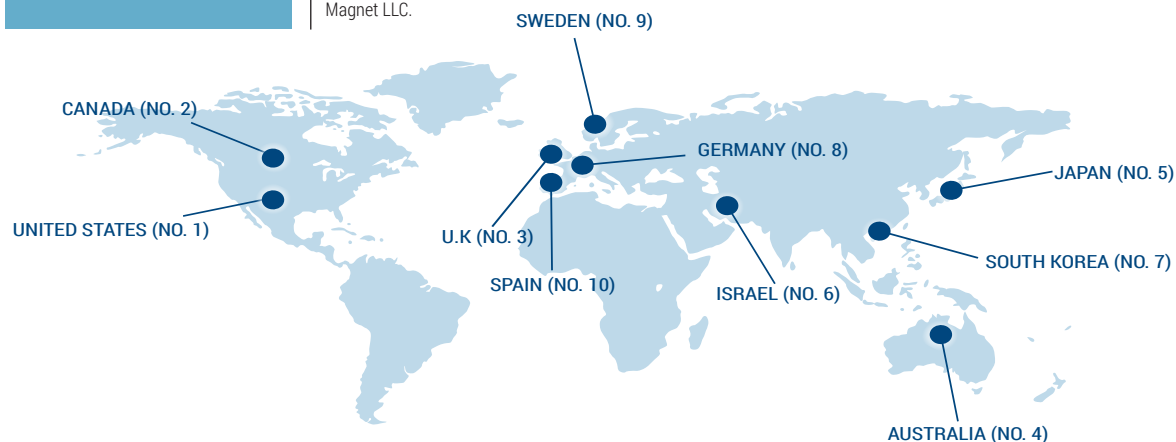 Magnet LLC.
SWEDEN (NO. 9)
CANADA (NO. 2)
GERMANY (NO. 8)
JAPAN (NO. 5)
UNITED STATES (NO. 1)
U.K (NO. 3)
SOUTH KOREA (NO. 7)
SPAIN (NO. 10)
ISRAEL (NO. 6)
AUSTRALIA (NO. 4)